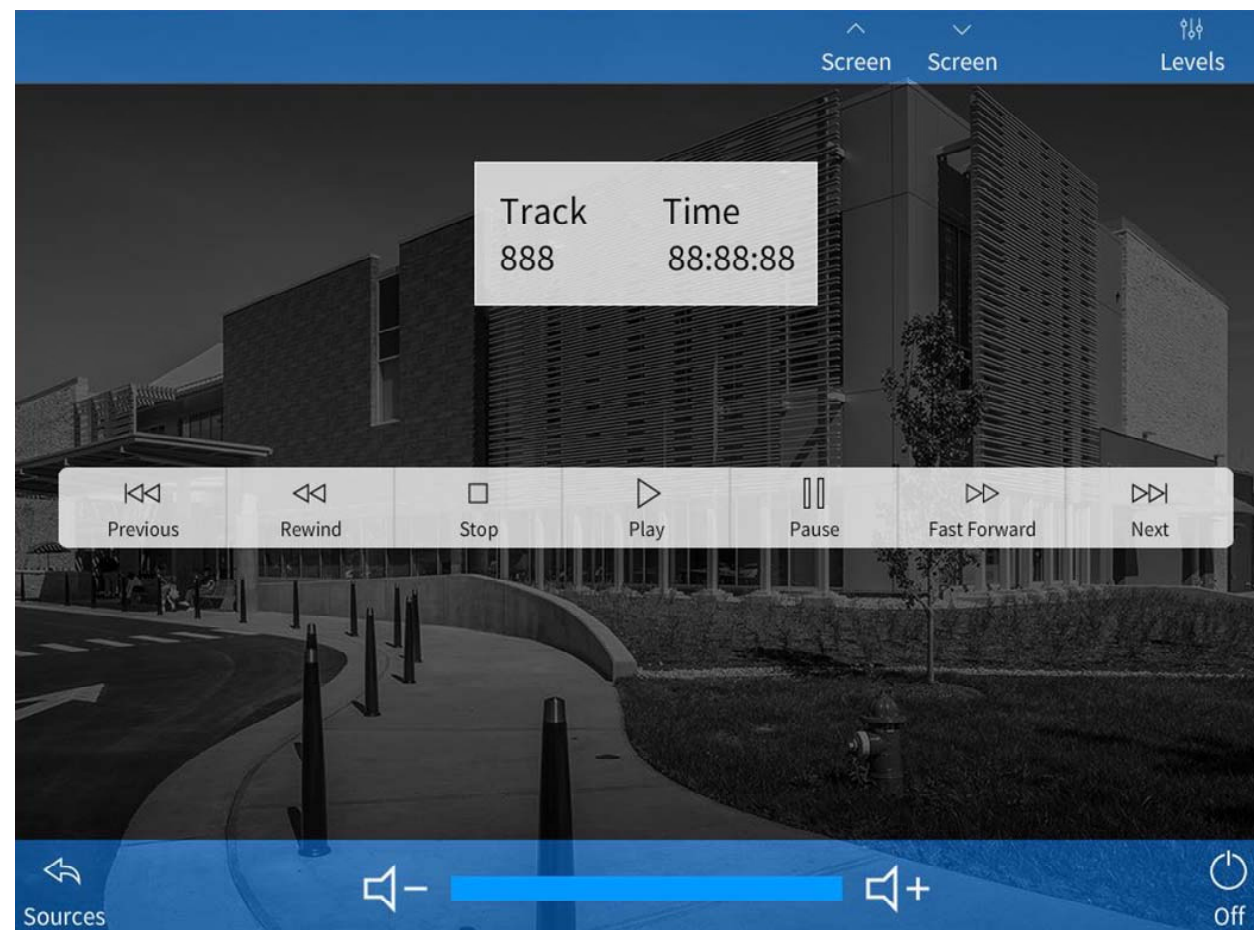 Screen Screen Levels
Track Time
888 88:88:88
Previous Rewind Stop Play Pause Fast Forward Next
Sources Off